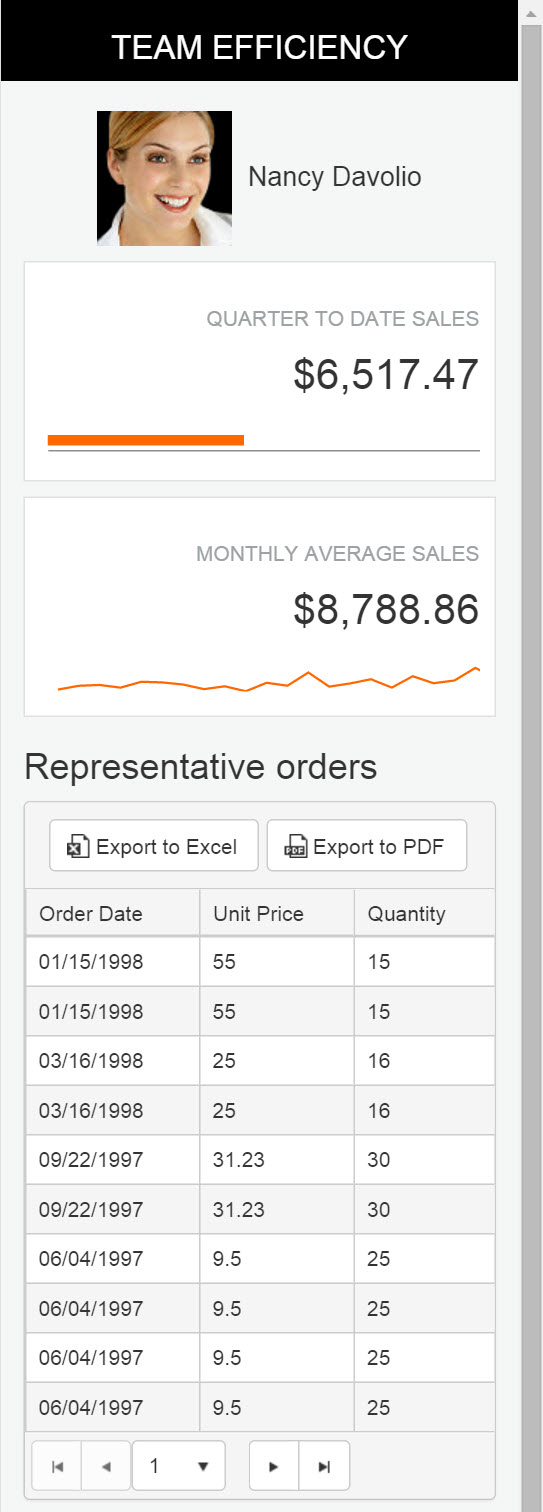 TEAM EFFICIENCY
Nancy Davolio
QUARTER TO DATE SALES
$6,517.47
MONTHLY AVERAGE SALES
$8,788.86
Representative orders
Export to Excel PDF Export to PDF
Order Date Unit Price Quantity
01/15/1998 55 15
01/15/1998 55 15
03/16/1998 25 16
03/16/1998 25 16
09/22/1997 31.23 30
09/22/1997 31.23 30
06/04/1997 9.5 25
06/04/1997 9.5 25
06/04/1997 9.5 25
06/04/1997 9.5 25
1